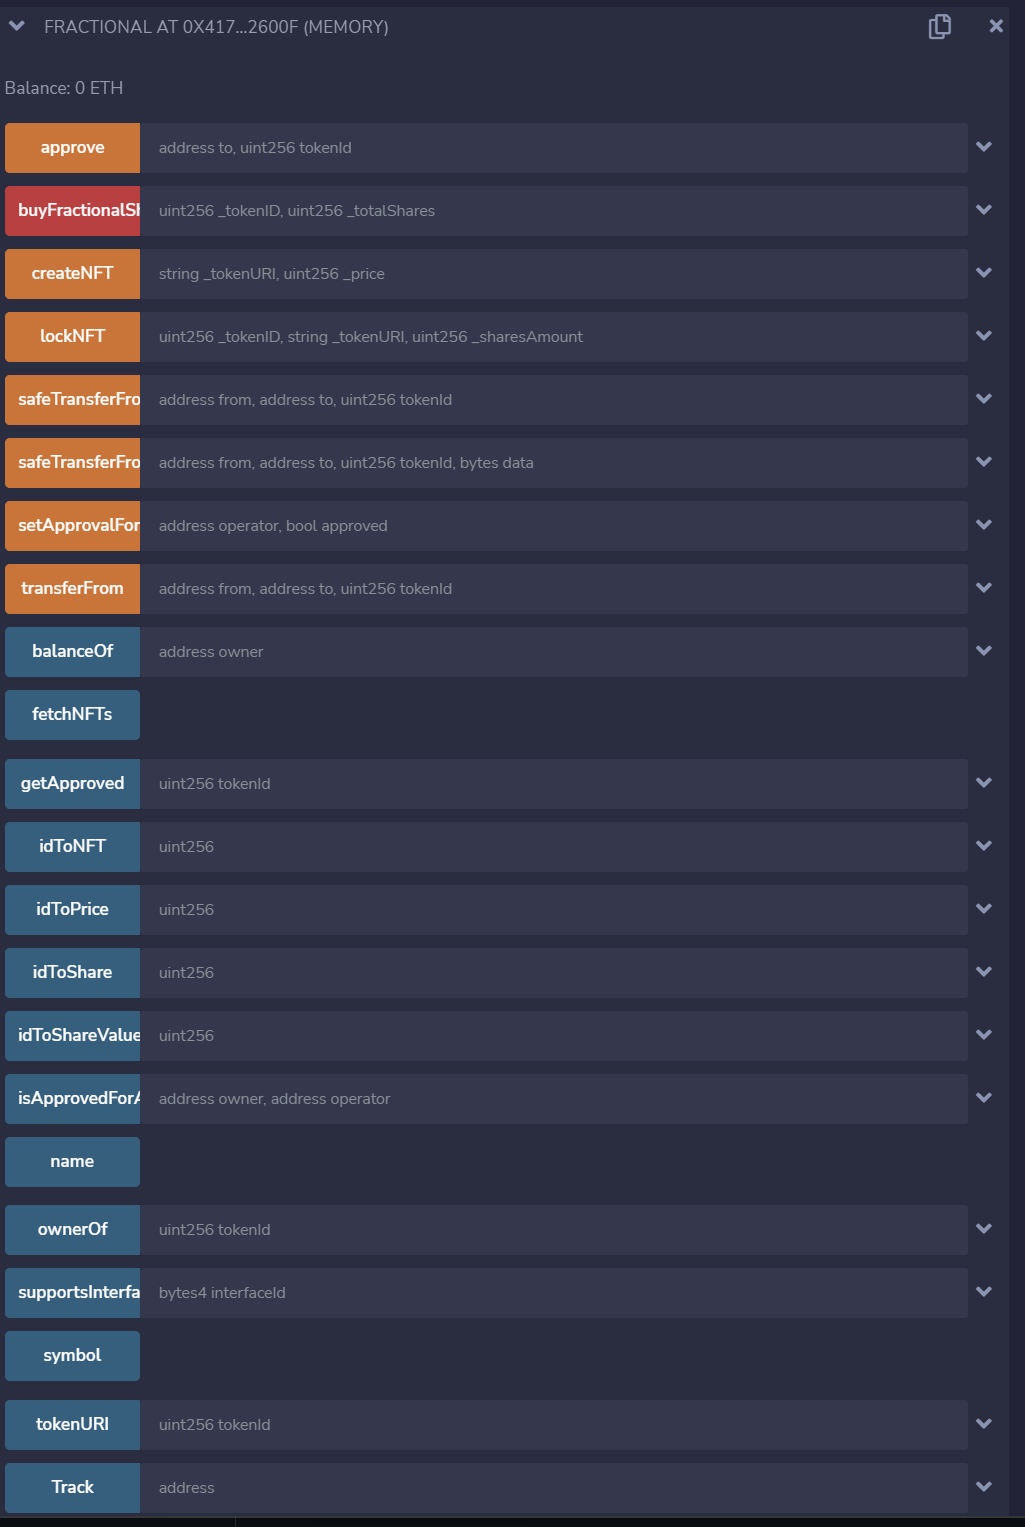 FRACTIONAL AT 0X417...2600F (MEMORY)
Balance: 0 ETH
approve address to, uint256 tokenId
buyFractionalSh uint256 _tokenID, uint256 _totalShares
createNFT string _tokenURI, uint256 _price
lockNFT uint256 _tokenID, string _tokenURI, uint256 _sharesAmount
safeTransferFro address from, address to, uint256 tokenId
safeTransferFro address from, address to, uint256 tokenId, bytes data
setApprovalFor address operator, bool approved
transferFrom address from, address to, uint256 tokenId
balanceOf address owner
fetchNFTs
getApproved uint256 tokenId
idToNFT uint256
idToPrice uint256
idToShare uint256
idToShareValue uint256
isApprovedForA address owner, address operator
name
ownerOf uint256 tokenId
supportsInterfa bytes4 interfaceId
symbol
tokenURI uint256 tokenId
Track address